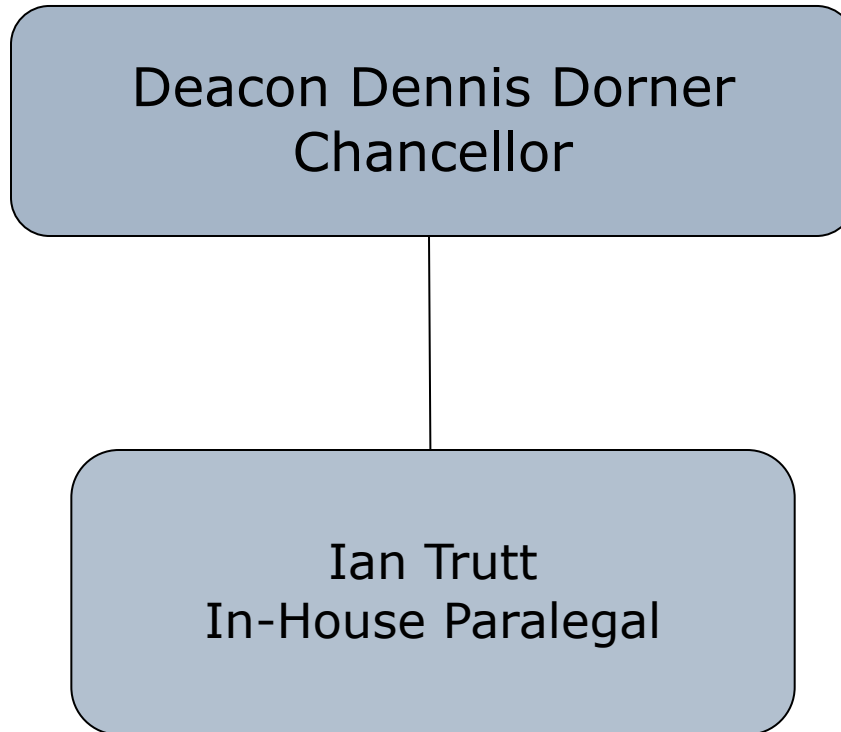 Deacon Dennis Dorner
Chancellor
Ian Trutt
In-House Paralegal